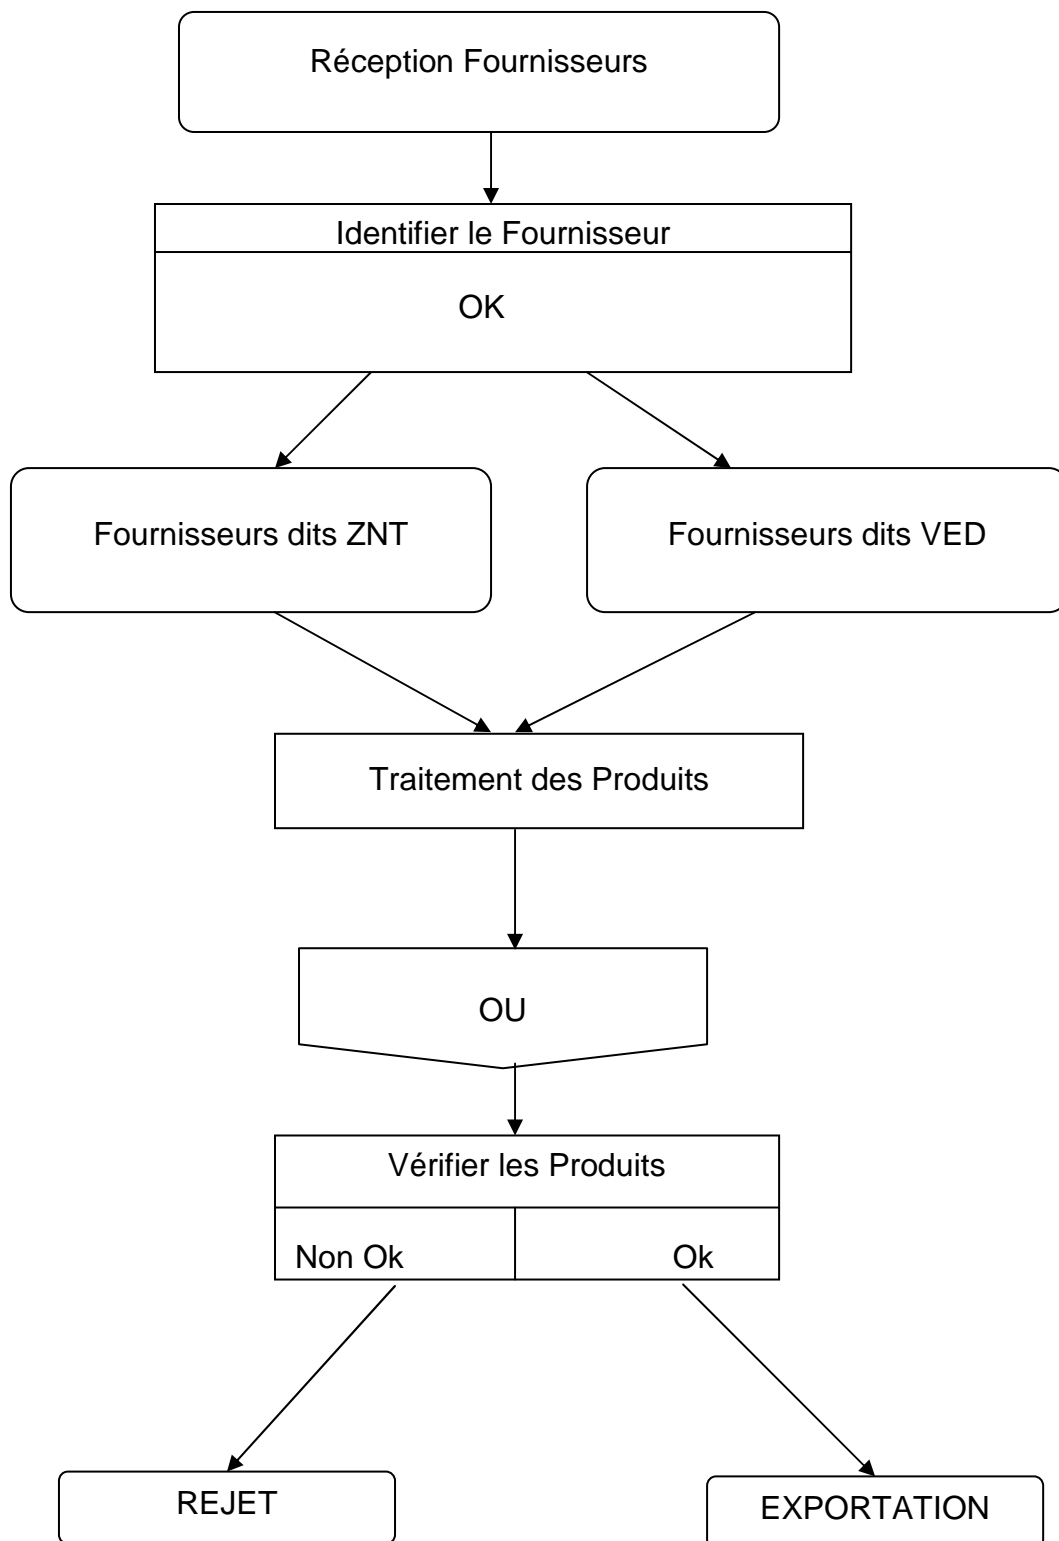 Réception Fournisseurs
Identifier le Fournisseur
OK
Fournisseurs dits ZNT
Fournisseurs dits VED
Traitement des Produits
OU
Vérifier les Produits
Non Ok
Ok
REJET
EXPORTATION